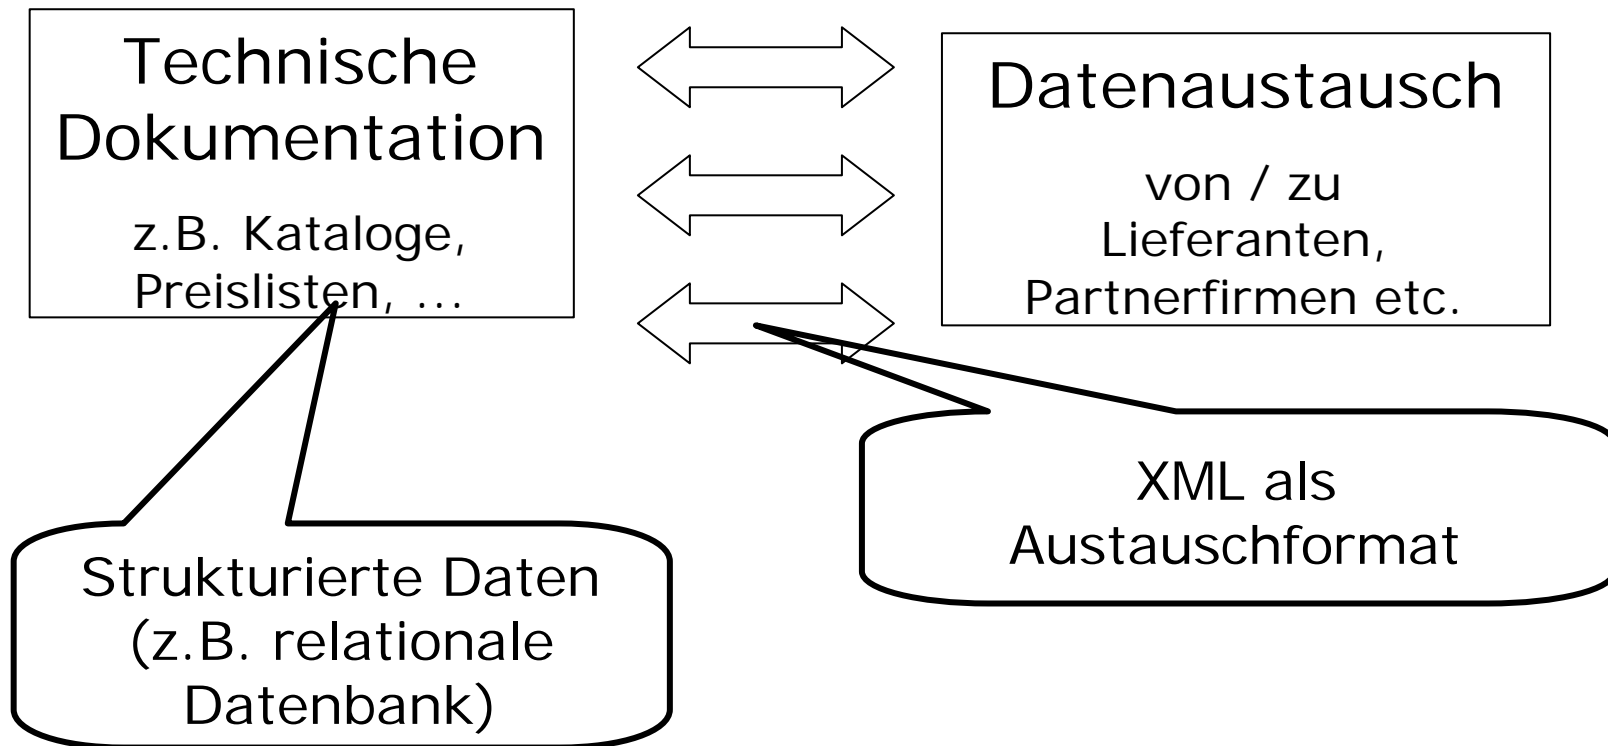 Technische
Dokumentation
z.B. Kataloge,
Preislisten, ...
Datenaustausch
von / zu
Lieferanten,
Partnerfirmen etc.
XML als
Austauschformat
Strukturierte Daten
(z.B. relationale
Datenbank)